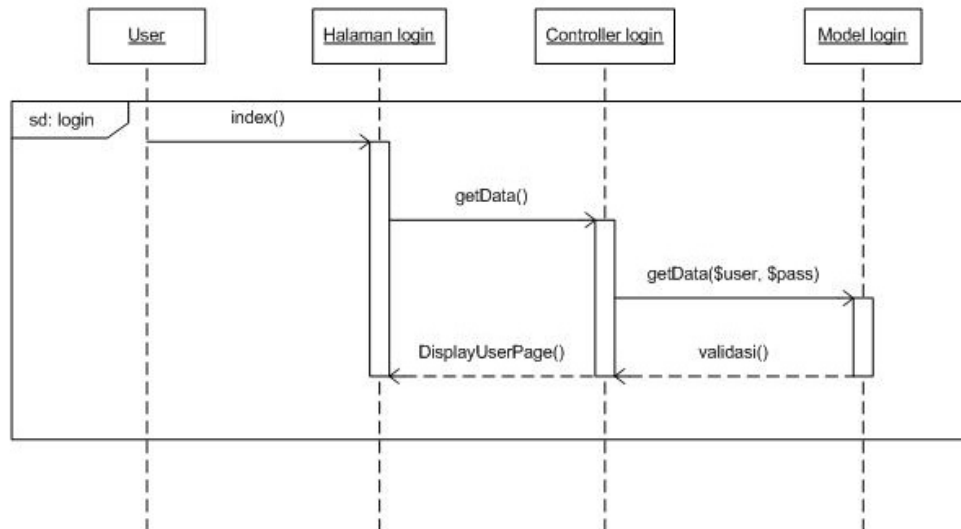 User
Halaman login
Controller login
Model login
sd: login
index()
getData()
getData($user, $pass)
DisplayUserPage()
validasi()